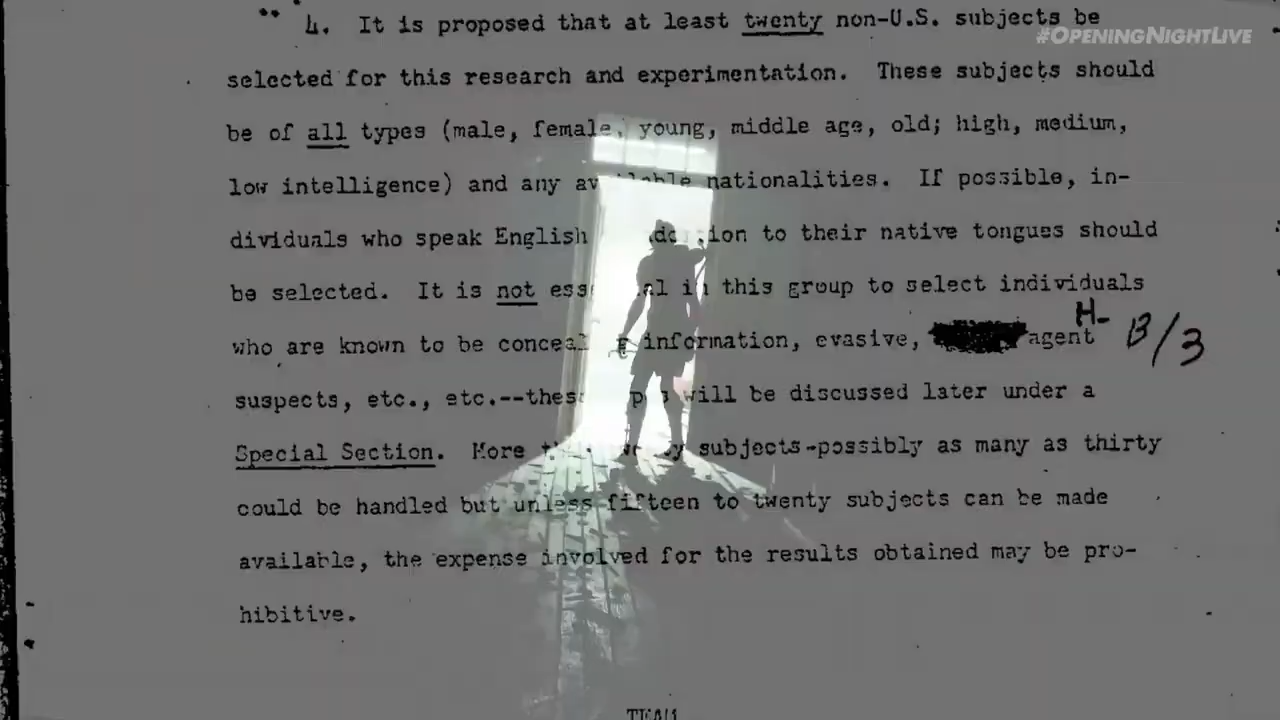 #OPENINGNIGHTLIVE
4. It is proposed that at least twenty non-U.S. subjects be
selected for this research and experimentation. These subjects should
be of all types (male, female, young, middle age, old; high, medium,
low intelligence) and any available nationalities. If possible, in-
dividuals who speak English addition to their native tongues should
be selected. It is not essential in this group to select individuals
who are known to be concealing information, evasive, agent H-B/3
suspects, etc., etc.--these will be discussed later under a
Special Section. More subjects-possibly as many as thirty
could be handled but unless fifteen to twenty subjects can be made
available, the expense involved for the results obtained may be pro-
hibitive.